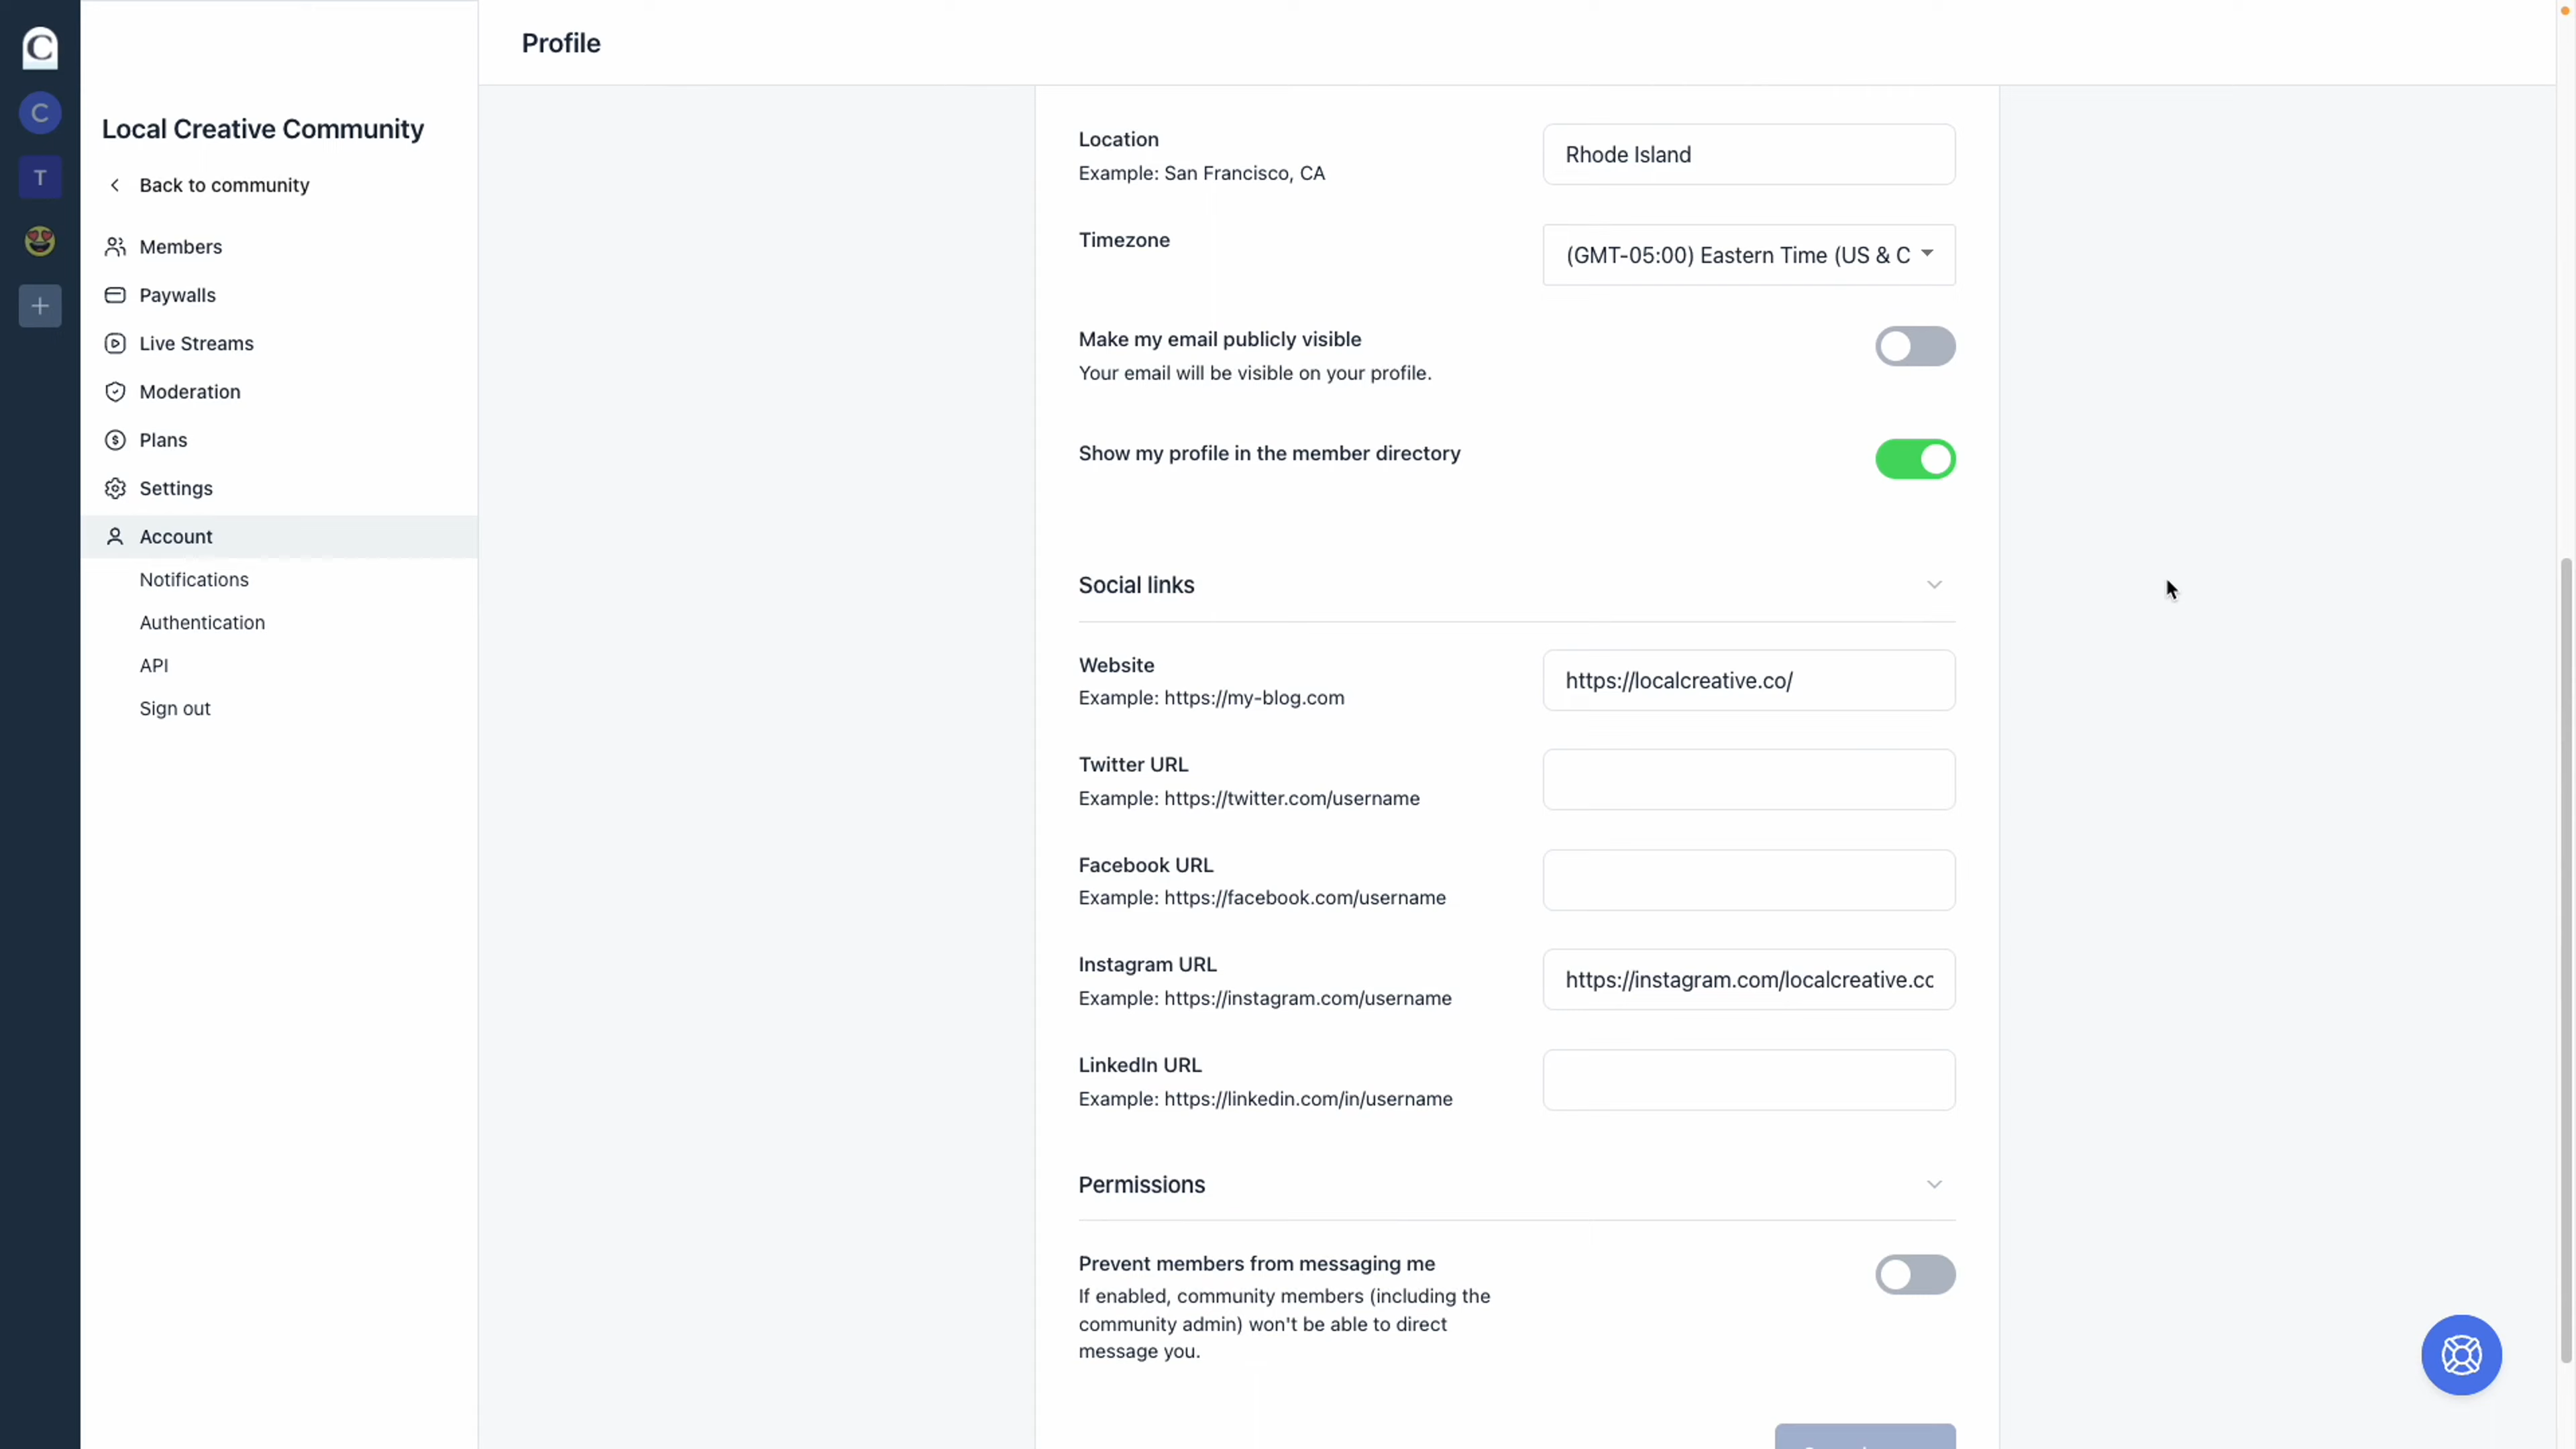 C
C
T
Local Creative Community
Back to community
Members
Paywalls
Live Streams
Moderation
Plans
Settings
Account
Notifications
Authentication
API
Sign out
Profile
Location
Example: San Francisco, CA
Rhode Island
Timezone
(GMT-05:00) Eastern Time (US & C
Make my email publicly visible
Your email will be visible on your profile.
Show my profile in the member directory
Social links
Website
Example: https://my-blog.com
https://localcreative.co/
Twitter URL
Example: https://twitter.com/username
Facebook URL
Example: https://facebook.com/username
Instagram URL
Example: https://instagram.com/username
https://instagram.com/localcreative.cc
LinkedIn URL
Example: https://linkedin.com/in/username
Permissions
Prevent members from messaging me
If enabled, community members (including the
community admin) won't be able to direct
message you.